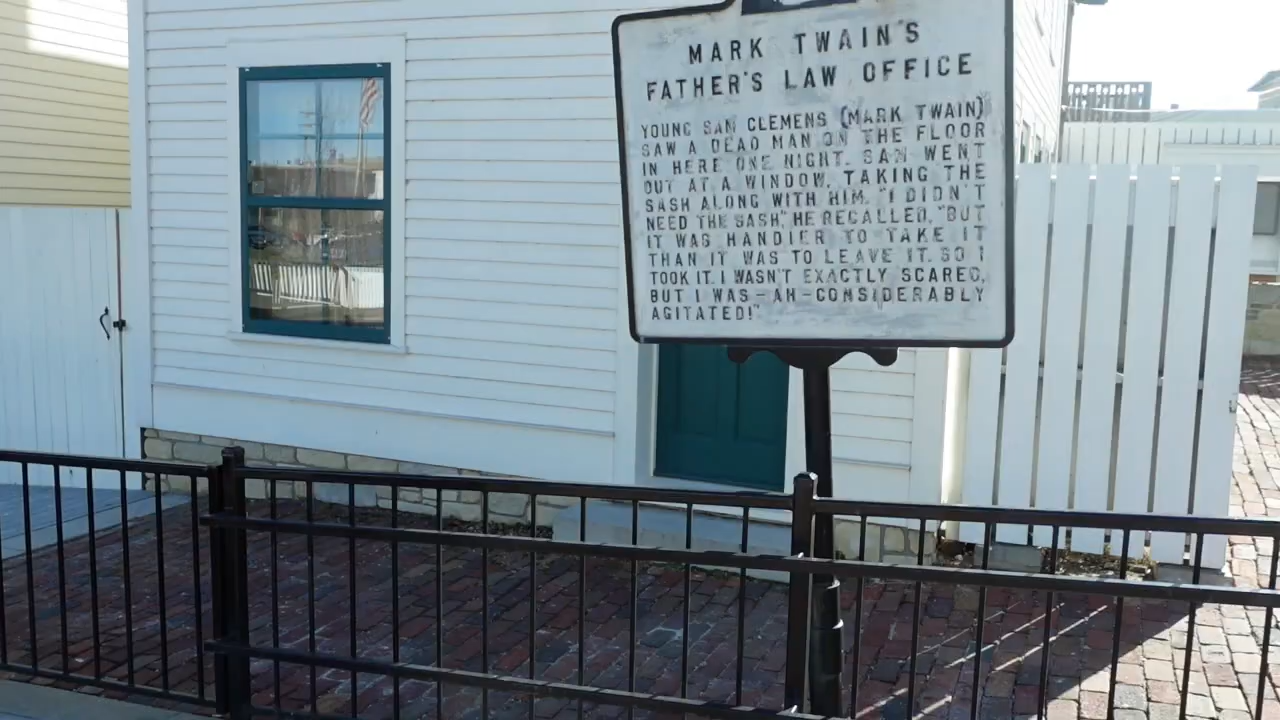 MARK TWAIN'S
FATHER'S LAW OFFICE
YOUNG SAM CLEMENS (MARK TWAIN)
SAW A DEAD MAN ON THE FLOOR
IN HERE ONE NIGHT. SAM WENT
OUT AT A WINDOW, TAKING THE
SASH ALONG WITH HIM. "I DIDN'T
NEED THE SASH," HE RECALLED, "BUT
IT WAS HANDIER TO TAKE IT
THAN IT WAS TO LEAVE IT. SO I
TOOK IT. I WASN'T EXACTLY SCARED,
BUT I WAS - AH - CONSIDERABLY
AGITATED!"